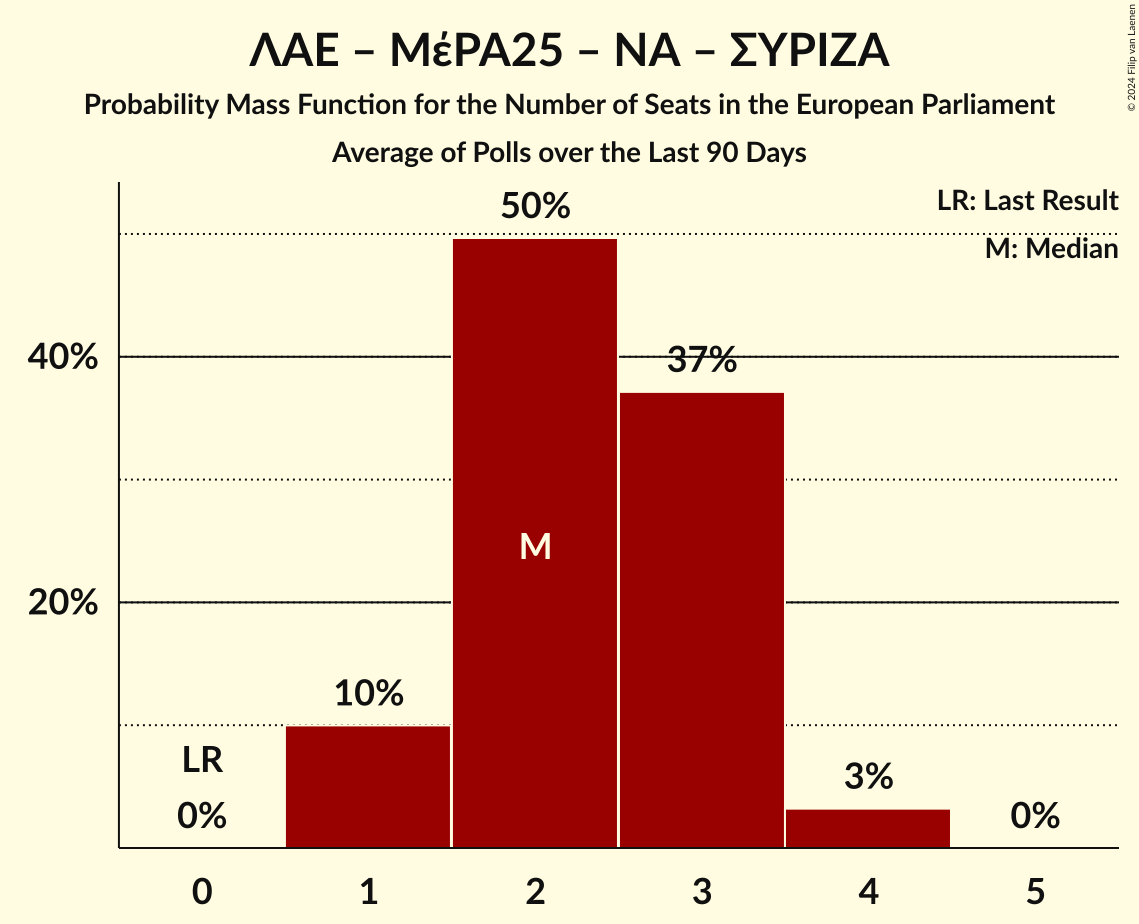 ΛΑΕ – ΜέΡΑ25 – ΝΑ – ΣΥΡΙΖΑ
Probability Mass Function for the Number of Seats in the European Parliament
Average of Polls over the Last 90 Days
© 2024 Filip van Laenen
LR: Last Result
M: Median
50%
40%
37%
M
20%
10%
LR
3%
0%
0%
0 1 2 3 4 5